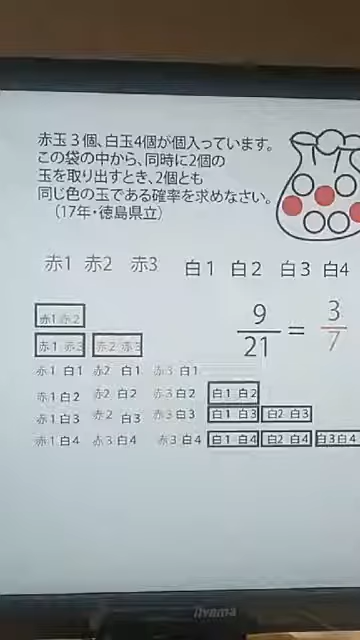 赤玉3個、白玉4個が個入っています。
この袋の中から、同時に2個の
玉を取り出すとき、2個とも
同じ色の玉である確率を求めなさい。
（17年・徳島県立）
赤1 赤2 赤3 白1 白2 白3 白4
9/21 = 3/7
赤1 赤2
赤1 赤3 赤2 赤3
赤1 白1 赤2 白1 赤3 白1
赤1 白2 赤2 白2 赤3 白2 白1 白2
赤1 白3 赤2 白3 赤3 白3 白1 白3 白2 白3
赤1 白4 赤3 白4 赤3 白4 白1 白4 白2 白4 白3 白4
iiyama